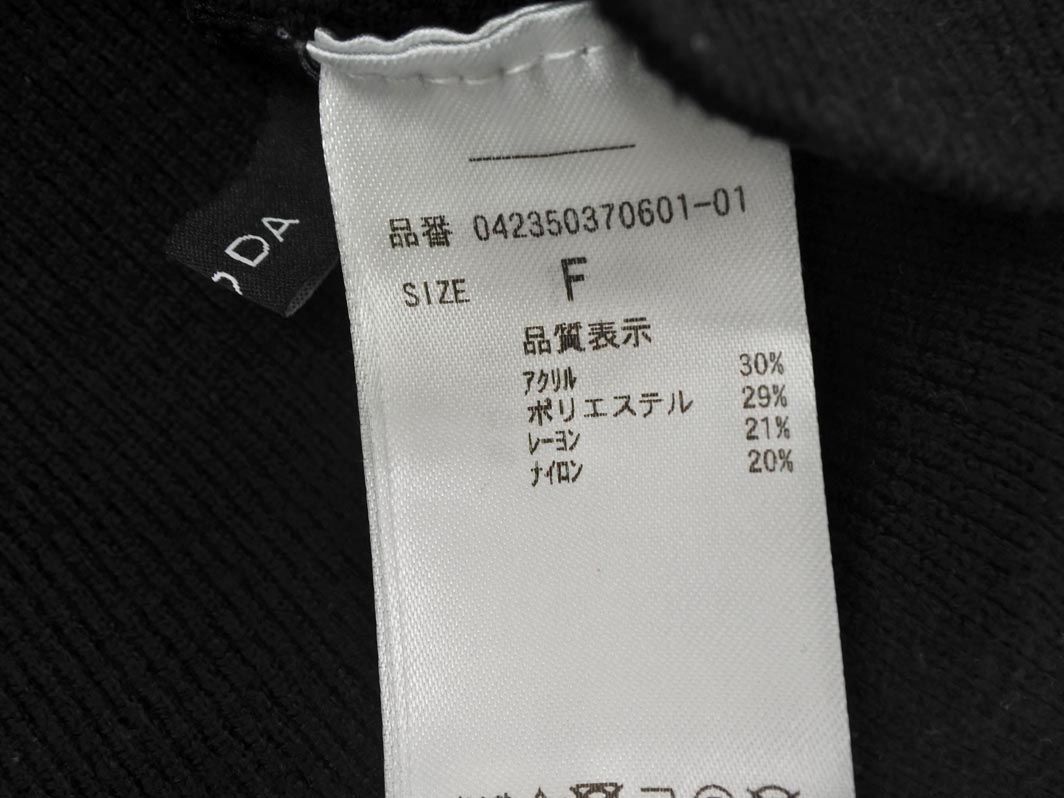 品番 042350370601-01
SIZE F
品質表示
アクリル 30%
ポリエステル 29%
レーヨン 21%
ナイロン 20%
DA